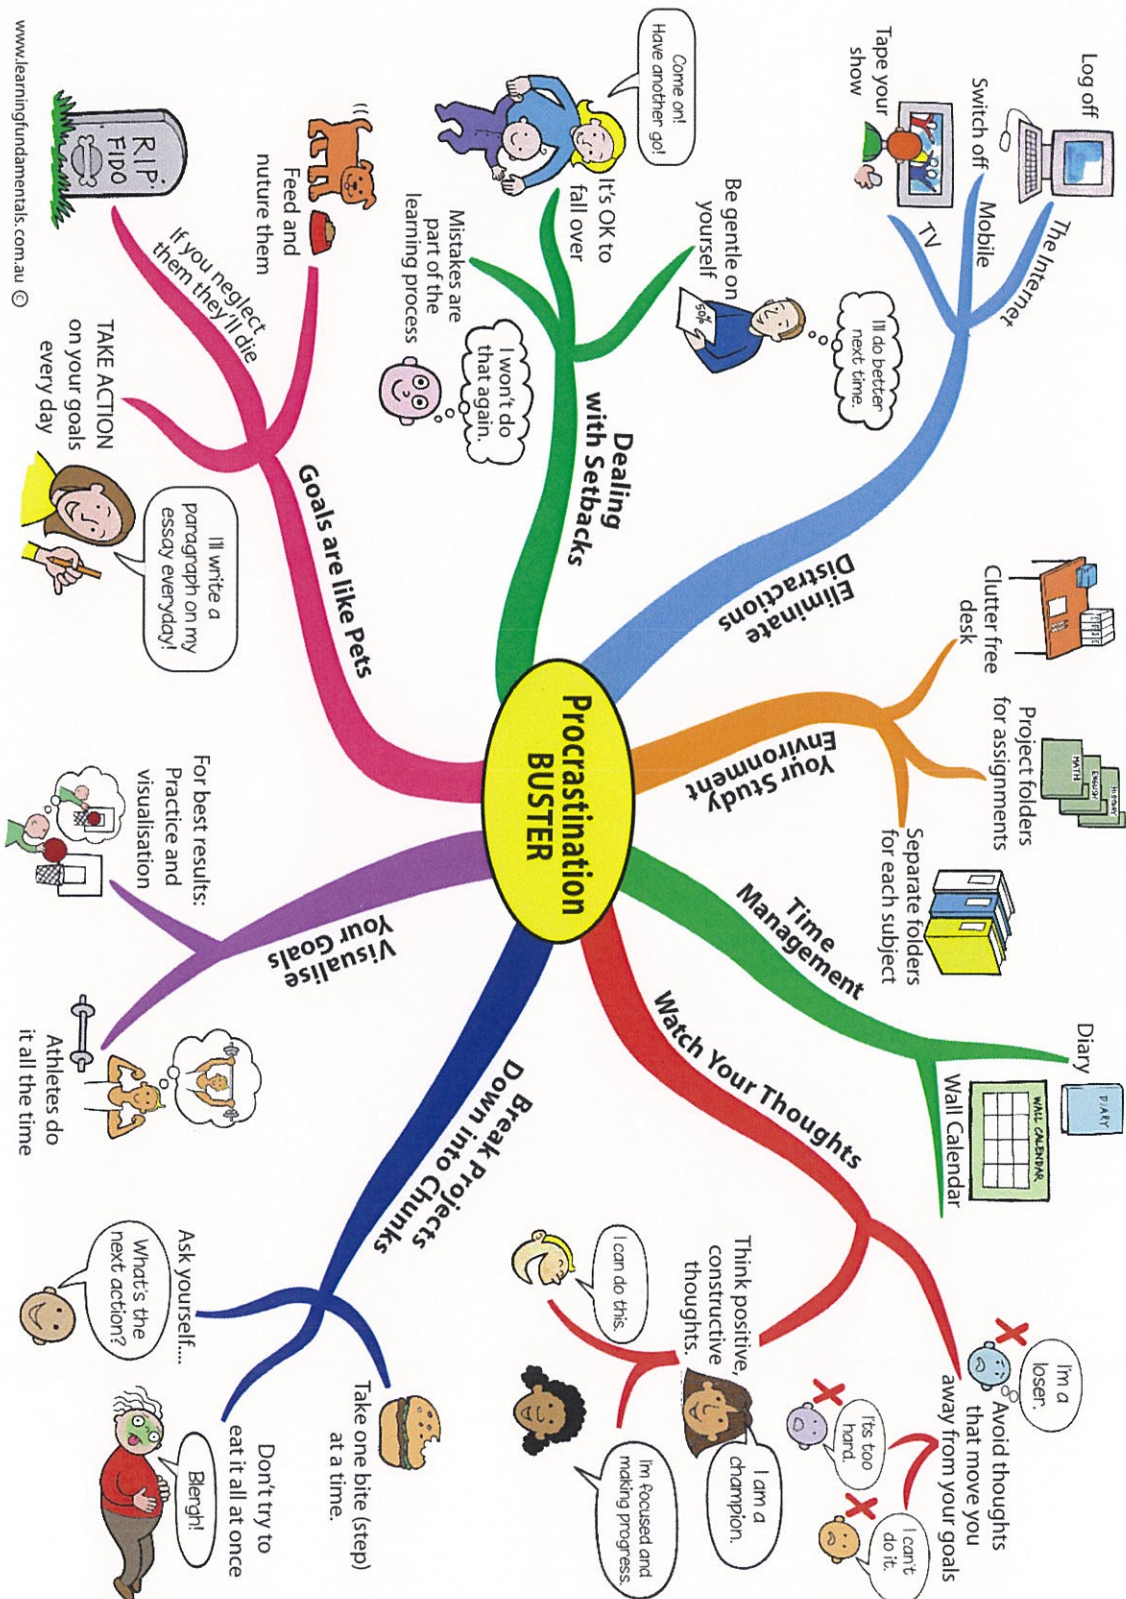 Procrastination
BUSTER
Eliminate
Distractions
The Internet
Log off
Mobile
Switch off
TV
Tape your
show
Your Study
Environment
Clutter free
desk
Project folders
for assignments
MATH
ENGLISH
HISTORY
Separate folders
for each subject
Time
Management
Diary
DIARY
Wall Calendar
WALL CALENDAR
Watch Your Thoughts
Avoid thoughts
that move you
away from your goals
I'm a
loser.
It's too
hard.
I can't
do it.
Think positive,
constructive
thoughts.
I am a
champion.
I can do this.
I'm focused and
making progress.
Break Projects
Down into Chunks
Take one bite (step)
at a time.
Don't try to
eat it all at once
Blengh!
Ask yourself....
What's the
next action?
Visualise
Your Goals
Athletes do
it all the time
For best results:
Practice and
visualisation
Goals are like Pets
TAKE ACTION
on your goals
every day
I'll write a
paragraph on my
essay everyday!
If you neglect
them they'll die
RIP
FIDO
Feed and
nuture them
Dealing
with Setbacks
Mistakes are
part of the
learning process
I won't do
that again.
It's OK to
fall over
Come on!
Have another go!
Be gentle on
yourself
50%
I'll do better
next time.
www.learningfundamentals.com.au ©